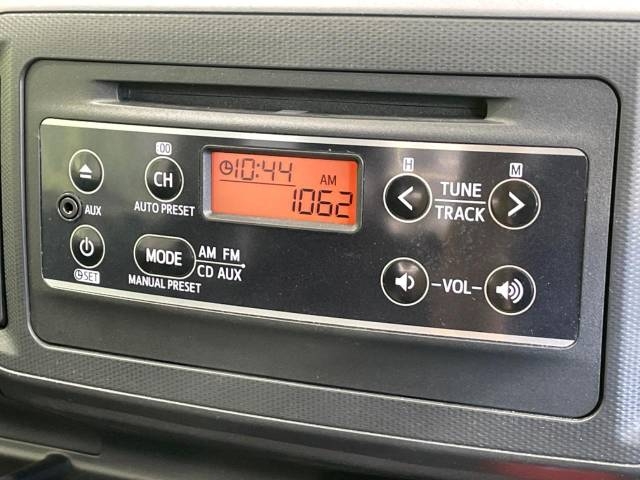 :00
H
M
CH
10:44
AM
1062
TUNE
TRACK
AUX
AUTO PRESET
MODE
AM FM
CD AUX
SET
MANUAL PRESET
-VOL-